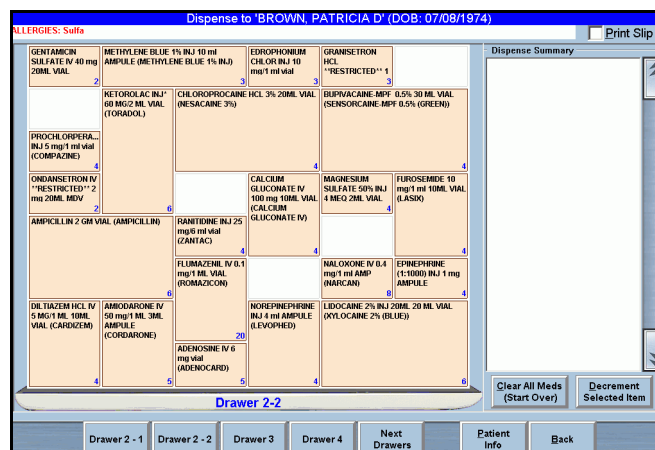 Dispense to 'BROWN, PATRICIA D' (DOB: 07/08/1974)
ALLERGIES: Sulfa
Print Slip
GENTAMICIN
SULFATE IV 40 mg
20ML VIAL
2
METHYLENE BLUE 1% INJ 10 ml
AMPULE (METHYLENE BLUE 1% INJ)
3
EDROPHONIUM
CHLOR INJ 10
mg/1 ml vial
3
GRANISETRON
HCL
**RESTRICTED** 1
3
Dispense Summary
KETOROLAC INJ*
60 MG/2 ML VIAL
(TORADOL)
6
CHLOROPROCAINE HCL 3% 20ML VIAL
(NESACAINE 3%)
4
BUPIVACAINE-MPF 0.5% 30 ML VIAL
(SENSORCAINE-MPF 0.5% (GREEN))
4
PROCHLORPERA...
INJ 5 mg/1 ml vial
(COMPAZINE)
4
ONDANSETRON IV
**RESTRICTED** 2
mg 20ML MDV
2
CALCIUM
GLUCONATE IV
100 mg 10ML VIAL
(CALCIUM
GLUCONATE IV)
4
MAGNESIUM
SULFATE 50% INJ
4 MEQ 2ML VIAL
4
FUROSEMIDE 10
mg/1 ml 10ML VIAL
(LASIX)
4
AMPICILLIN 2 GM VIAL (AMPICILLIN)
6
RANITIDINE INJ 25
mg/6 ml vial
(ZANTAC)
4
FLUMAZENIL IV 0.1
mg/1 ML VIAL
(ROMAZICON)
20
NALOXONE IV 0.4
mg/1 ml AMP
(NARCAN)
8
EPINEPHRINE
(1:1000) INJ 1 mg
AMPULE
4
DILTIAZEM HCL IV
5 MG/1 ML 10ML
VIAL (CARDIZEM)
4
AMIODARONE IV
50 mg/1 ML 3ML
AMPULE
(CORDARONE)
5
NOREPINEPHRINE
INJ 4 ml AMPULE
(LEVOPHED)
4
LIDOCAINE 2% INJ 20ML 20 ML VIAL
(XYLOCAINE 2% (BLUE))
6
ADENOSINE IV 6
mg vial
(ADENOCARD)
5
Drawer 2-2
Clear All Meds
(Start Over)
Decrement
Selected Item
Drawer 2 - 1
Drawer 2 - 2
Drawer 3
Drawer 4
Next
Drawers
Patient
Info
Back